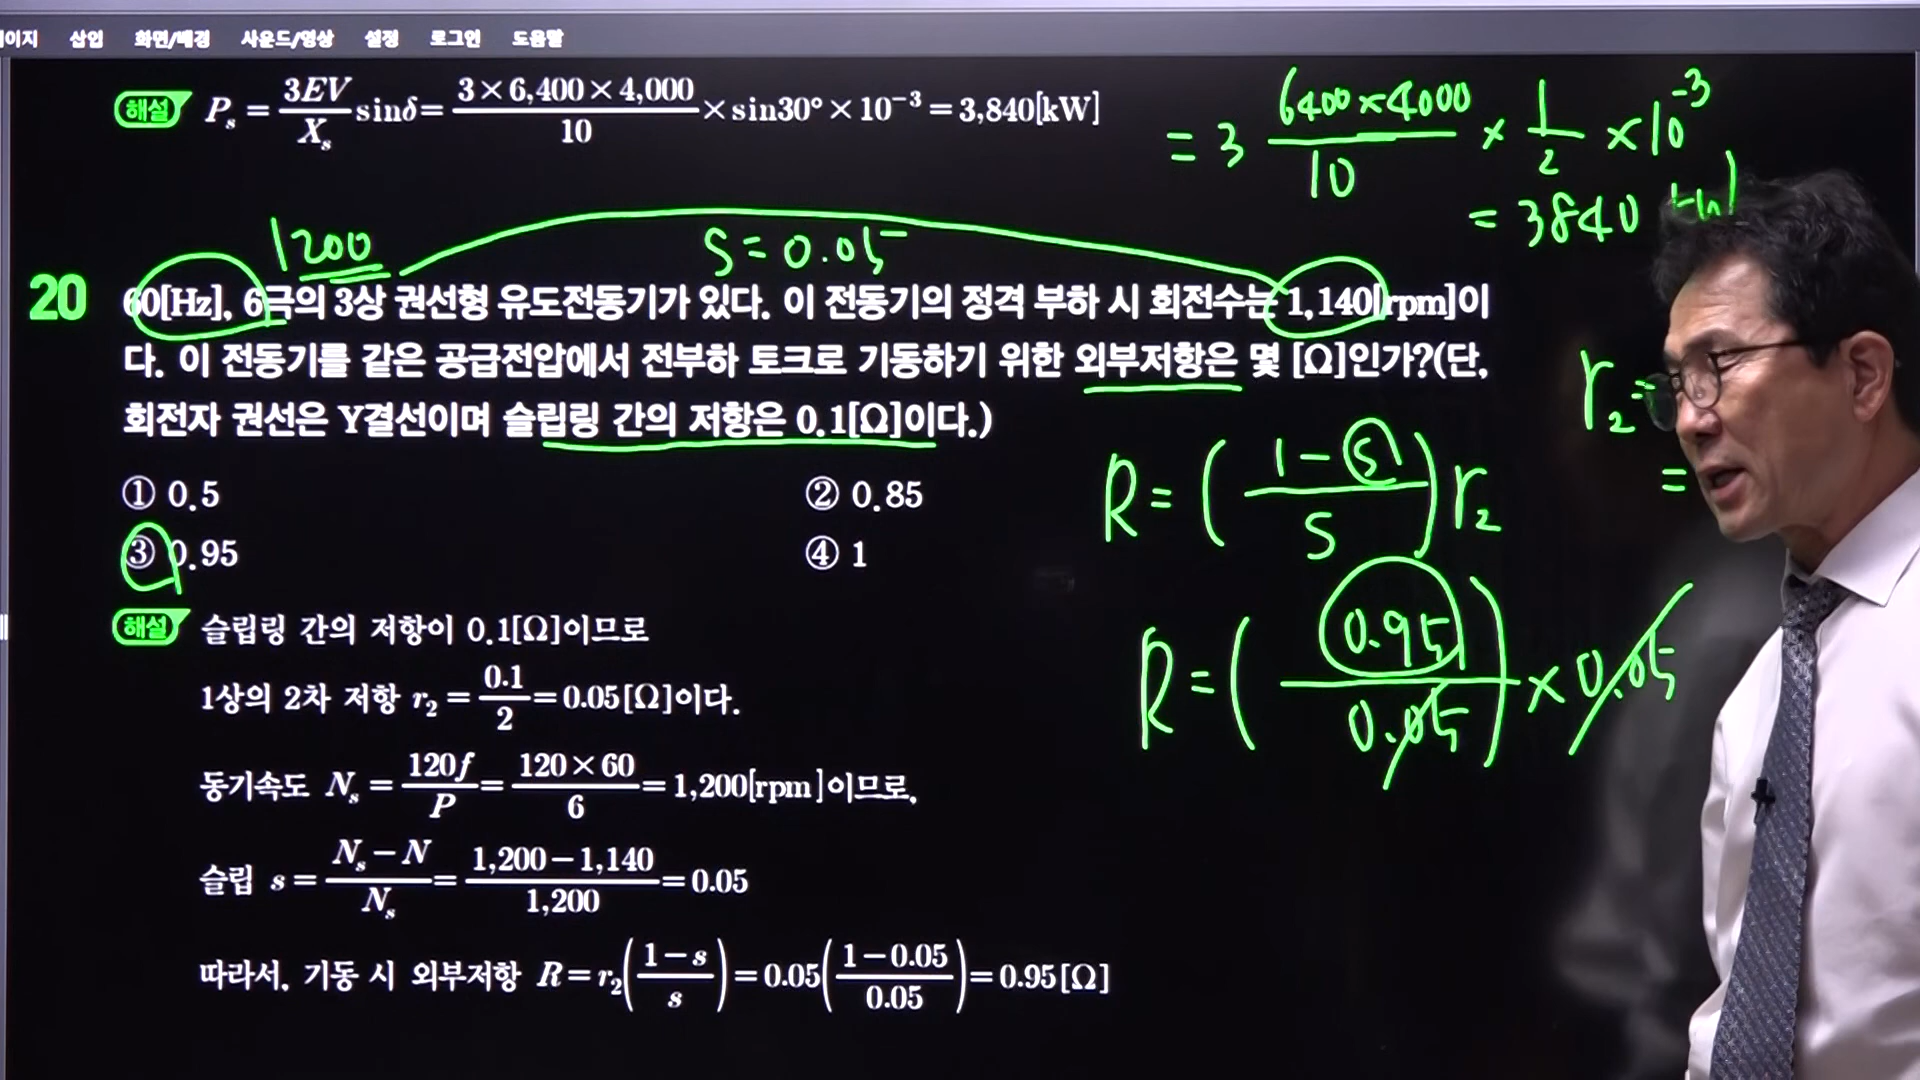 이지 삽입 화면/배경 사운드/영상 설정 로그인 도움말
해설 P_s = 3EV/X_s sinδ = 3×6,400×4,000/10 × sin30° × 10⁻³ = 3,840[kW]
= 3 6400×4000/10 × 1/2 × 10⁻³
= 3840
1200
S = 0.05
20 60[Hz], 6극의 3상 권선형 유도전동기가 있다. 이 전동기의 정격 부하 시 회전수는 1,140[rpm]이
다. 이 전동기를 같은 공급전압에서 전부하 토크로 기동하기 위한 외부저항은 몇 [Ω]인가?(단,
회전자 권선은 Y결선이며 슬립링 간의 저항은 0.1[Ω]이다.)
① 0.5 ② 0.85
③ 0.95 ④ 1
r₂ =
=
R = (1-s/s) r₂
R = (0.95/0.05) × 0.05
해설 슬립링 간의 저항이 0.1[Ω]이므로
1상의 2차 저항 r₂ = 0.1/2 = 0.05[Ω]이다.
동기속도 N_s = 120f/P = 120×60/6 = 1,200[rpm]이므로,
슬립 s = N_s-N/N_s = 1,200-1,140/1,200 = 0.05
따라서, 기동 시 외부저항 R = r₂(1-s/s) = 0.05(1-0.05/0.05) = 0.95[Ω]